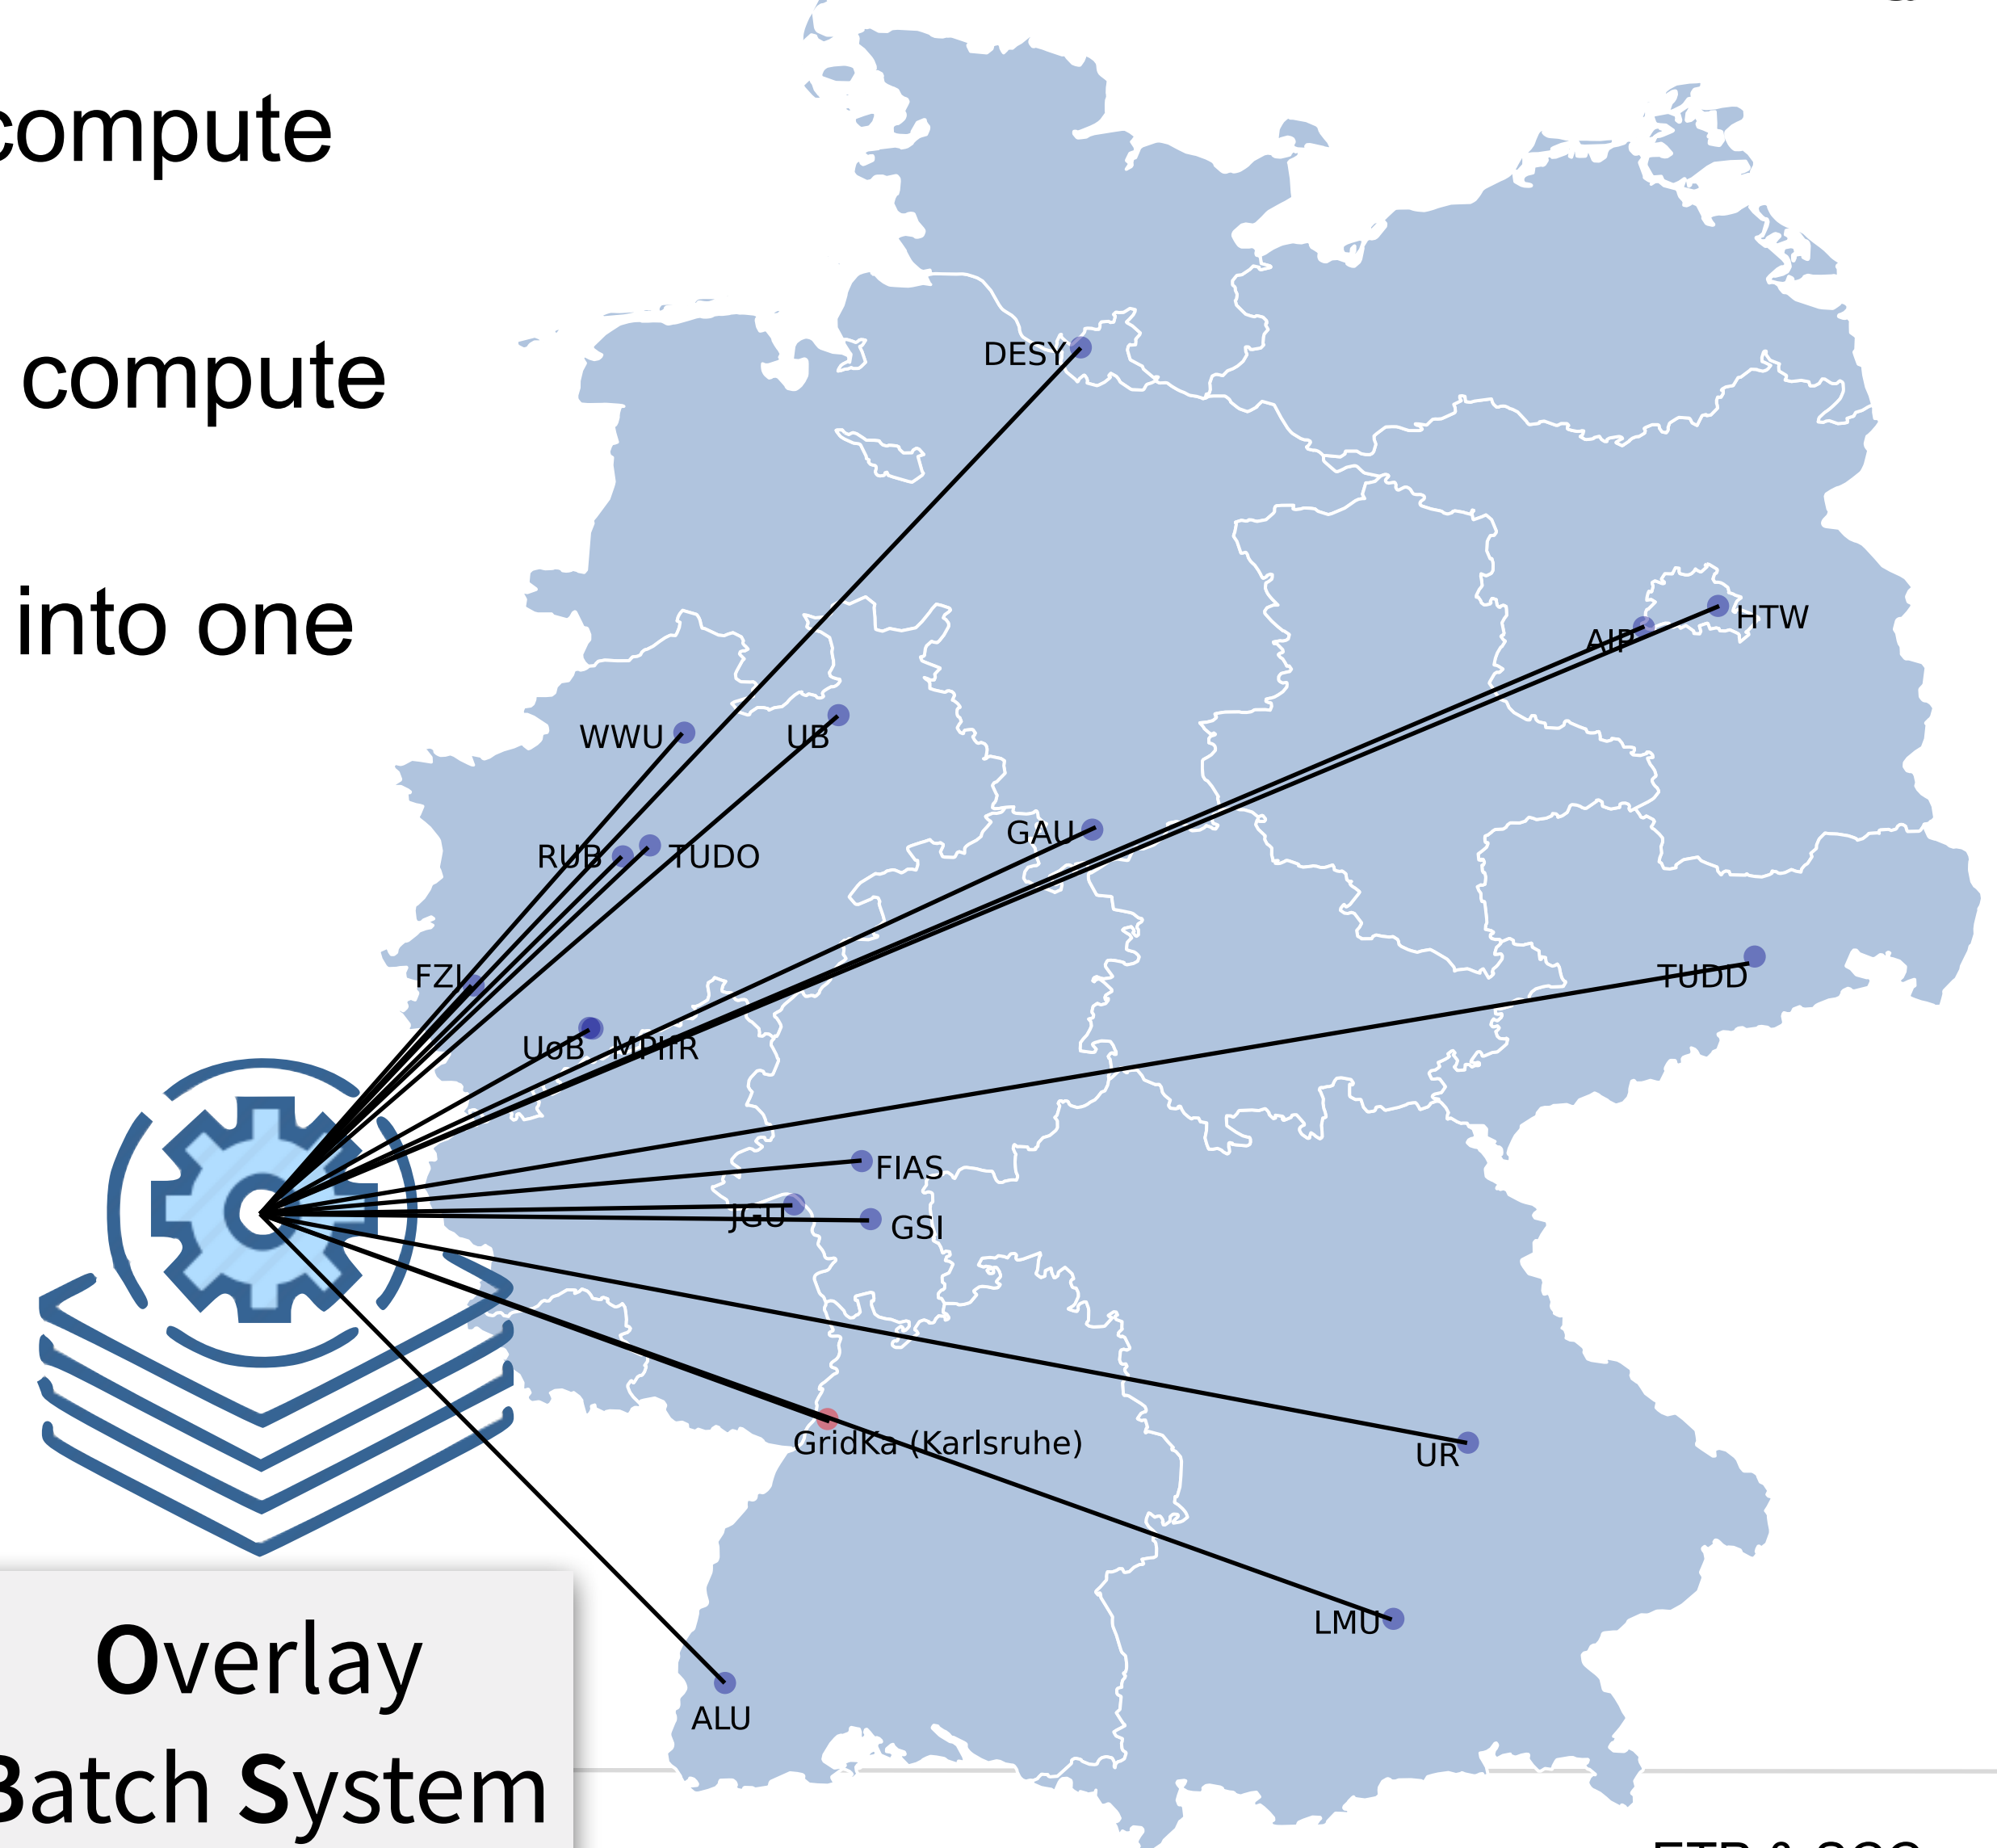 compute
compute
into one
DESY
HTW
AIP
WWU
UB
GAU
RUB
TUDO
FZJ
TUDD
UoB
MPIfR
FIAS
JGU
GSI
GridKa (Karlsruhe)
UR
LMU
ALU
Overlay
Batch System